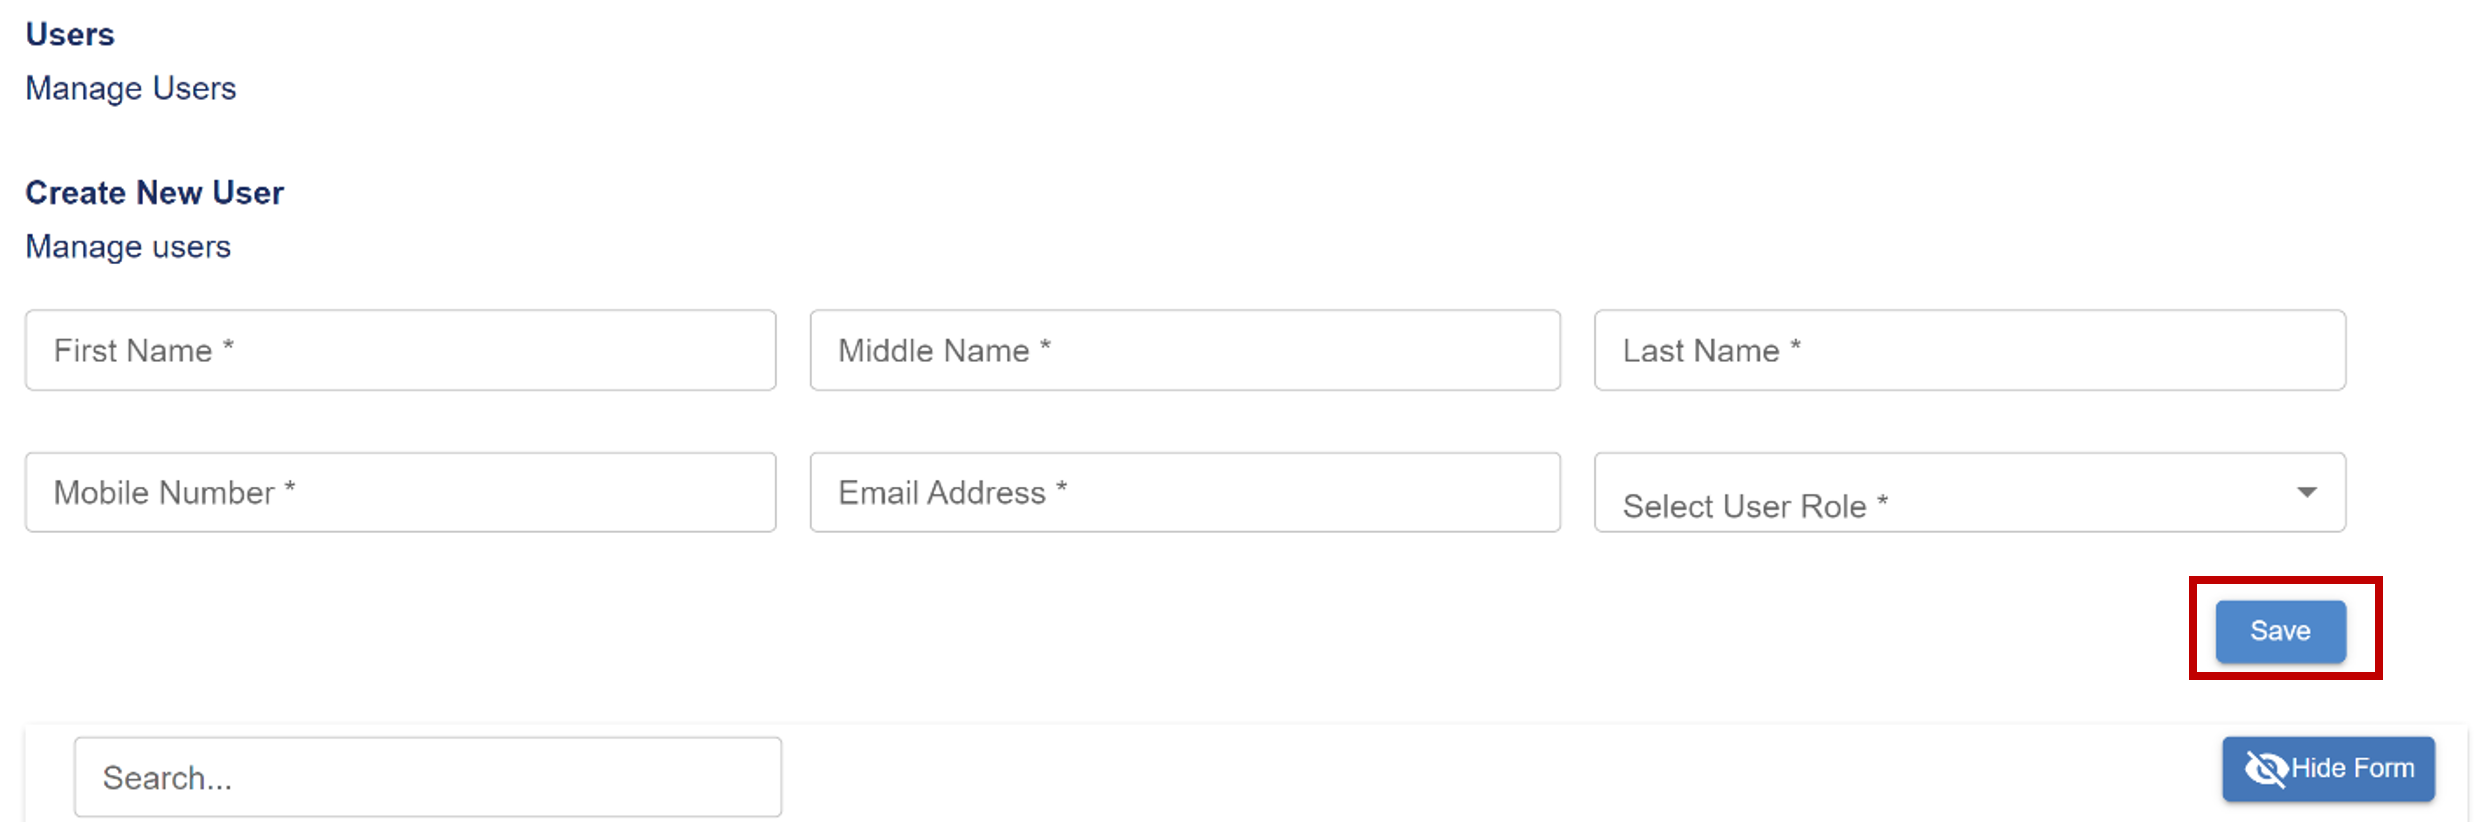 Users
Manage Users
Create New User
Manage users
First Name *
Middle Name *
Last Name *
Mobile Number *
Email Address *
Select User Role *
Save
Search...
Hide Form